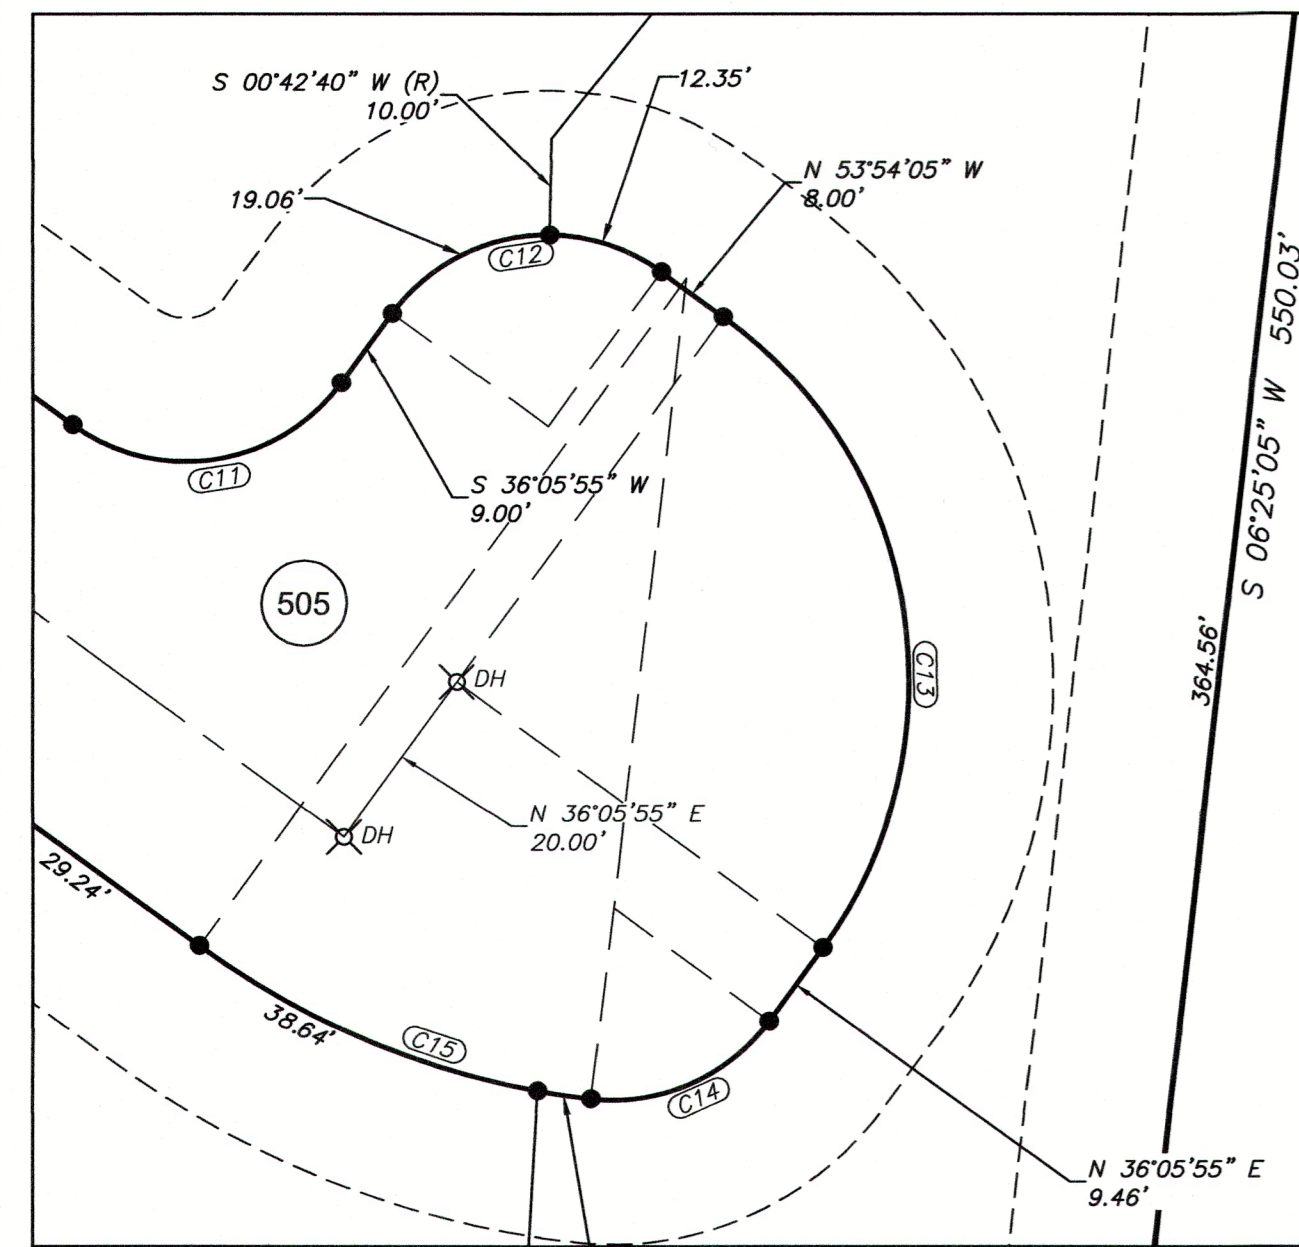 S 00°42'40" W (R)
10.00'
12.35'
N 53°54'05" W
8.00'
19.06'
C12
S 06°25'05" W 550.03'
C11
S 36°05'55" W
9.00'
505
364.56'
C13
DH
N 36°05'55" E
20.00'
DH
29.24'
38.64'
C15
C14
N 36°05'55" E
9.46'